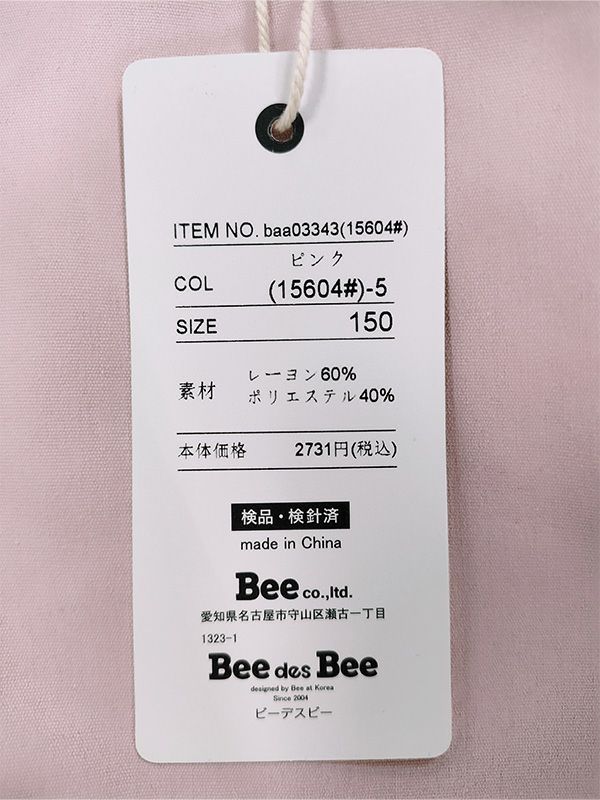 ITEM NO. baa03343(15604#)
ピンク
COL (15604#)-5
SIZE 150
レーヨン60%
素材
ポリエステル40%
本体価格 2731円(税込)
検品・検針済
made in China
Bee co.,ltd.
愛知県名古屋市守山区瀬古一丁目
1323-1
Bee des Bee
designed by Bee at Korea
Since 2004
ビーデスビー